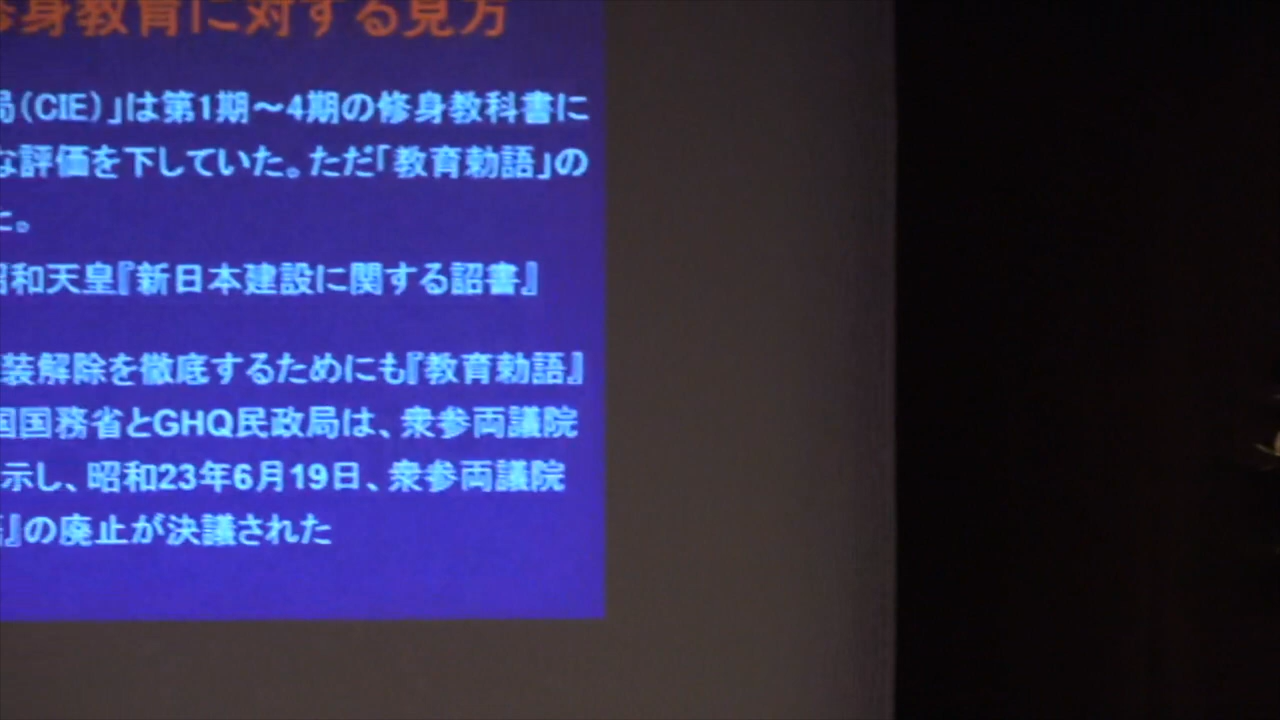 修身教育に対する見方
局(CIE)」は第1期～4期の修身教科書に
な評価を下していた。ただ「教育勅語」の
た。
昭和天皇『新日本建設に関する詔書』
装解除を徹底するためにも『教育勅語』
国国務省とGHQ民政局は、衆参両議院
示し、昭和23年6月19日、衆参両議院
語』の廃止が決議された